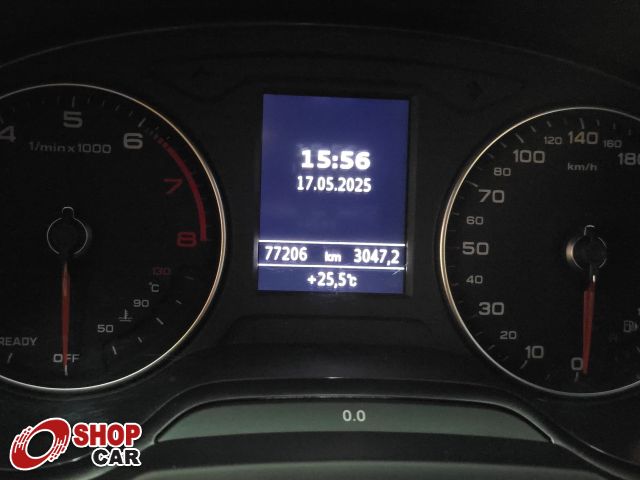 4 5 6 7 8
1/min x 1000
130
°C
90
50
READY
OFF
15:56
17.05.2025
77206 km 3047,2
+25,5°C
0 10 20 30 50 70 80 100 120 140 160 180
km/h
0.0
SHOP
CAR